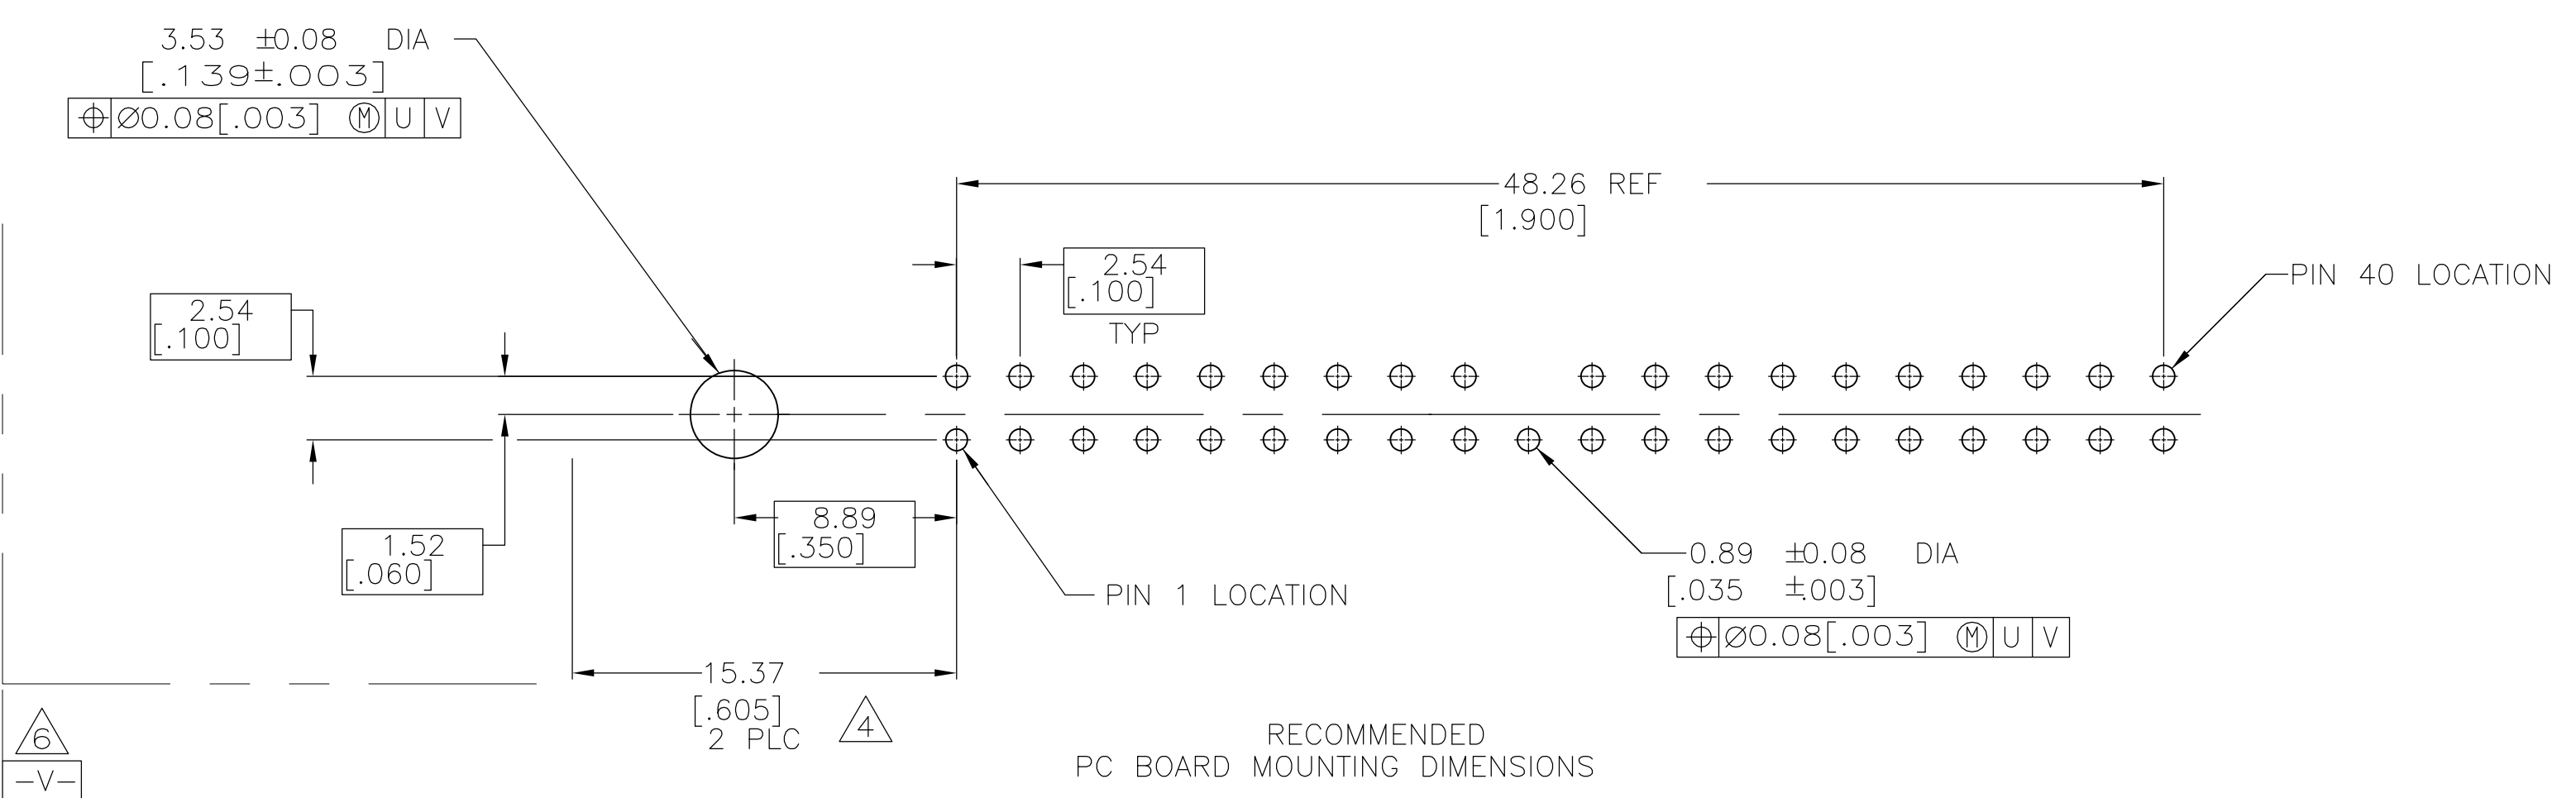 3.53 ±0.08 DIA
[.139±.003]
⌖ ⌀0.08[.003] Ⓜ U V
48.26 REF
[1.900]
2.54
[.100]
TYP
PIN 40 LOCATION
2.54
[.100]
8.89
[.350]
1.52
[.060]
PIN 1 LOCATION
0.89 ±0.08 DIA
[.035 ±.003]
⌖ ⌀0.08[.003] Ⓜ U V
15.37
[.605]
2 PLC
4
6
-V-
RECOMMENDED
PC BOARD MOUNTING DIMENSIONS